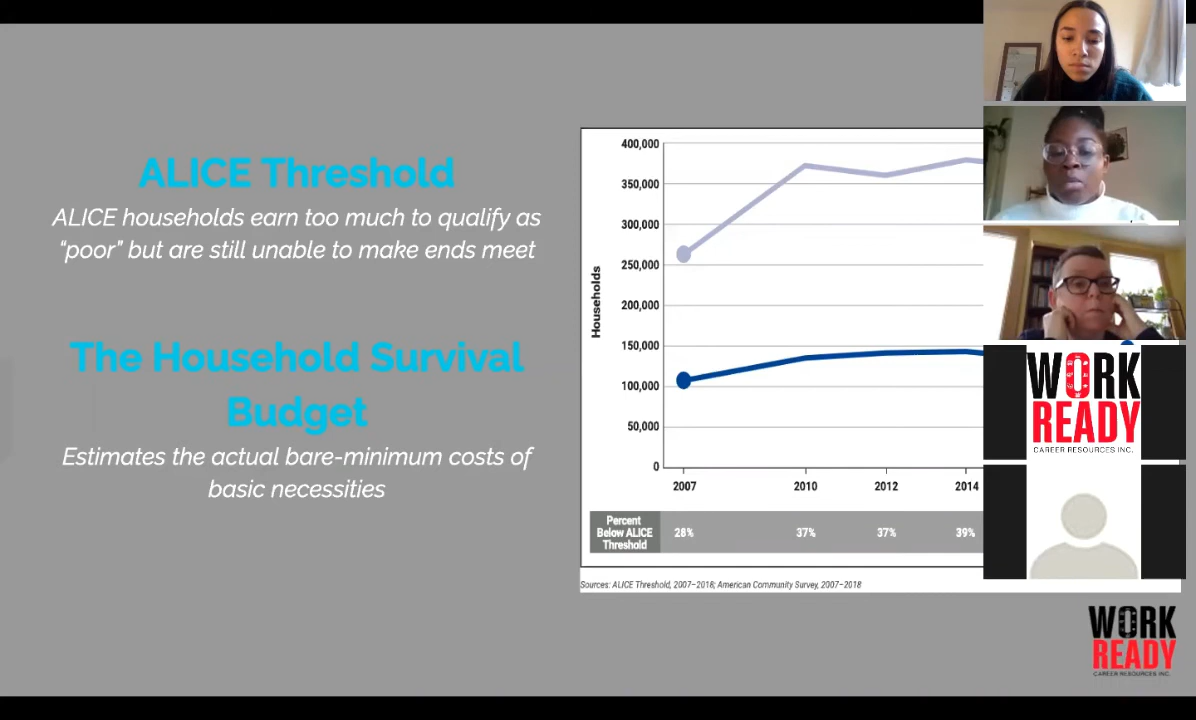 ALICE Threshold
ALICE households earn too much to qualify as
“poor” but are still unable to make ends meet
The Household Survival
Budget
Estimates the actual bare-minimum costs of
basic necessities
400,000
350,000
300,000
250,000
200,000
150,000
100,000
50,000
0
Households
2007 2010 2012 2014
Percent
Below ALICE
Threshold
28% 37% 37% 39%
Sources: ALICE Threshold, 2007–2018; American Community Survey, 2007–2018
WORK
READY
CAREER RESOURCES INC.
WORK
READY
CAREER RESOURCES INC.